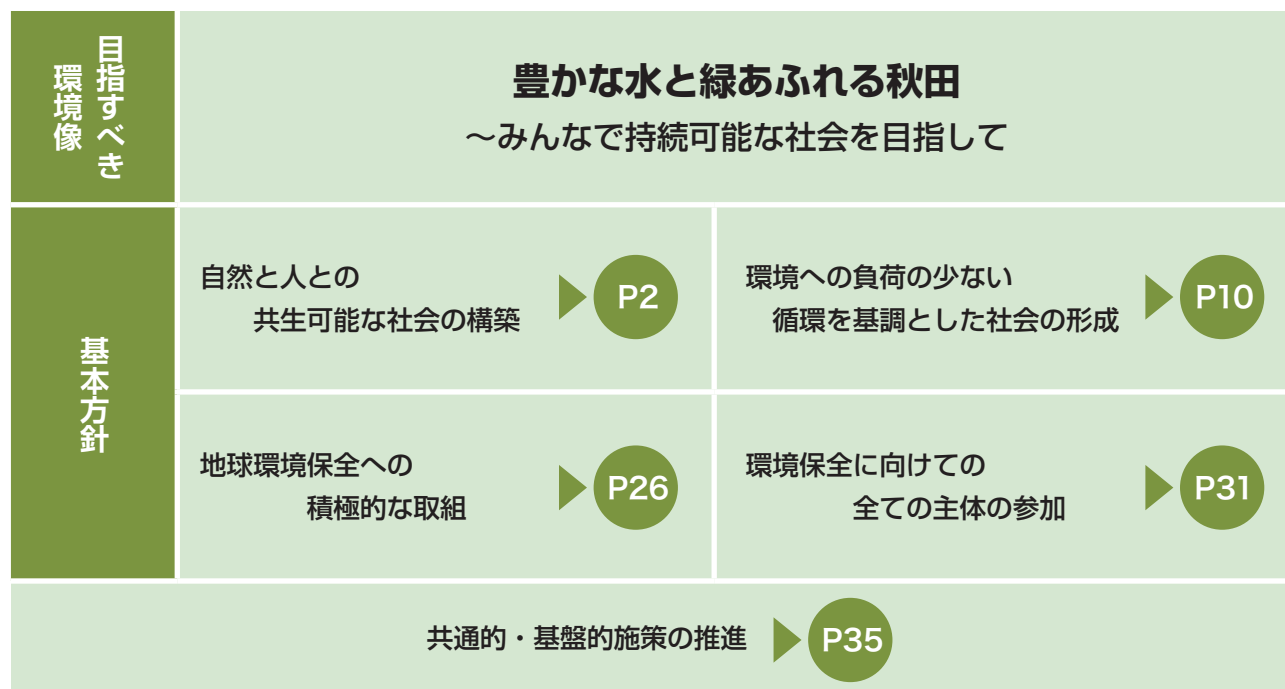 目指すべき
環境像
豊かな水と緑あふれる秋田
～みんなで持続可能な社会を目指して
基本方針
自然と人との
共生可能な社会の構築
P2
環境への負荷の少ない
循環を基調とした社会の形成
P10
地球環境保全への
積極的な取組
P26
環境保全に向けての
全ての主体の参加
P31
共通的・基盤的施策の推進
P35